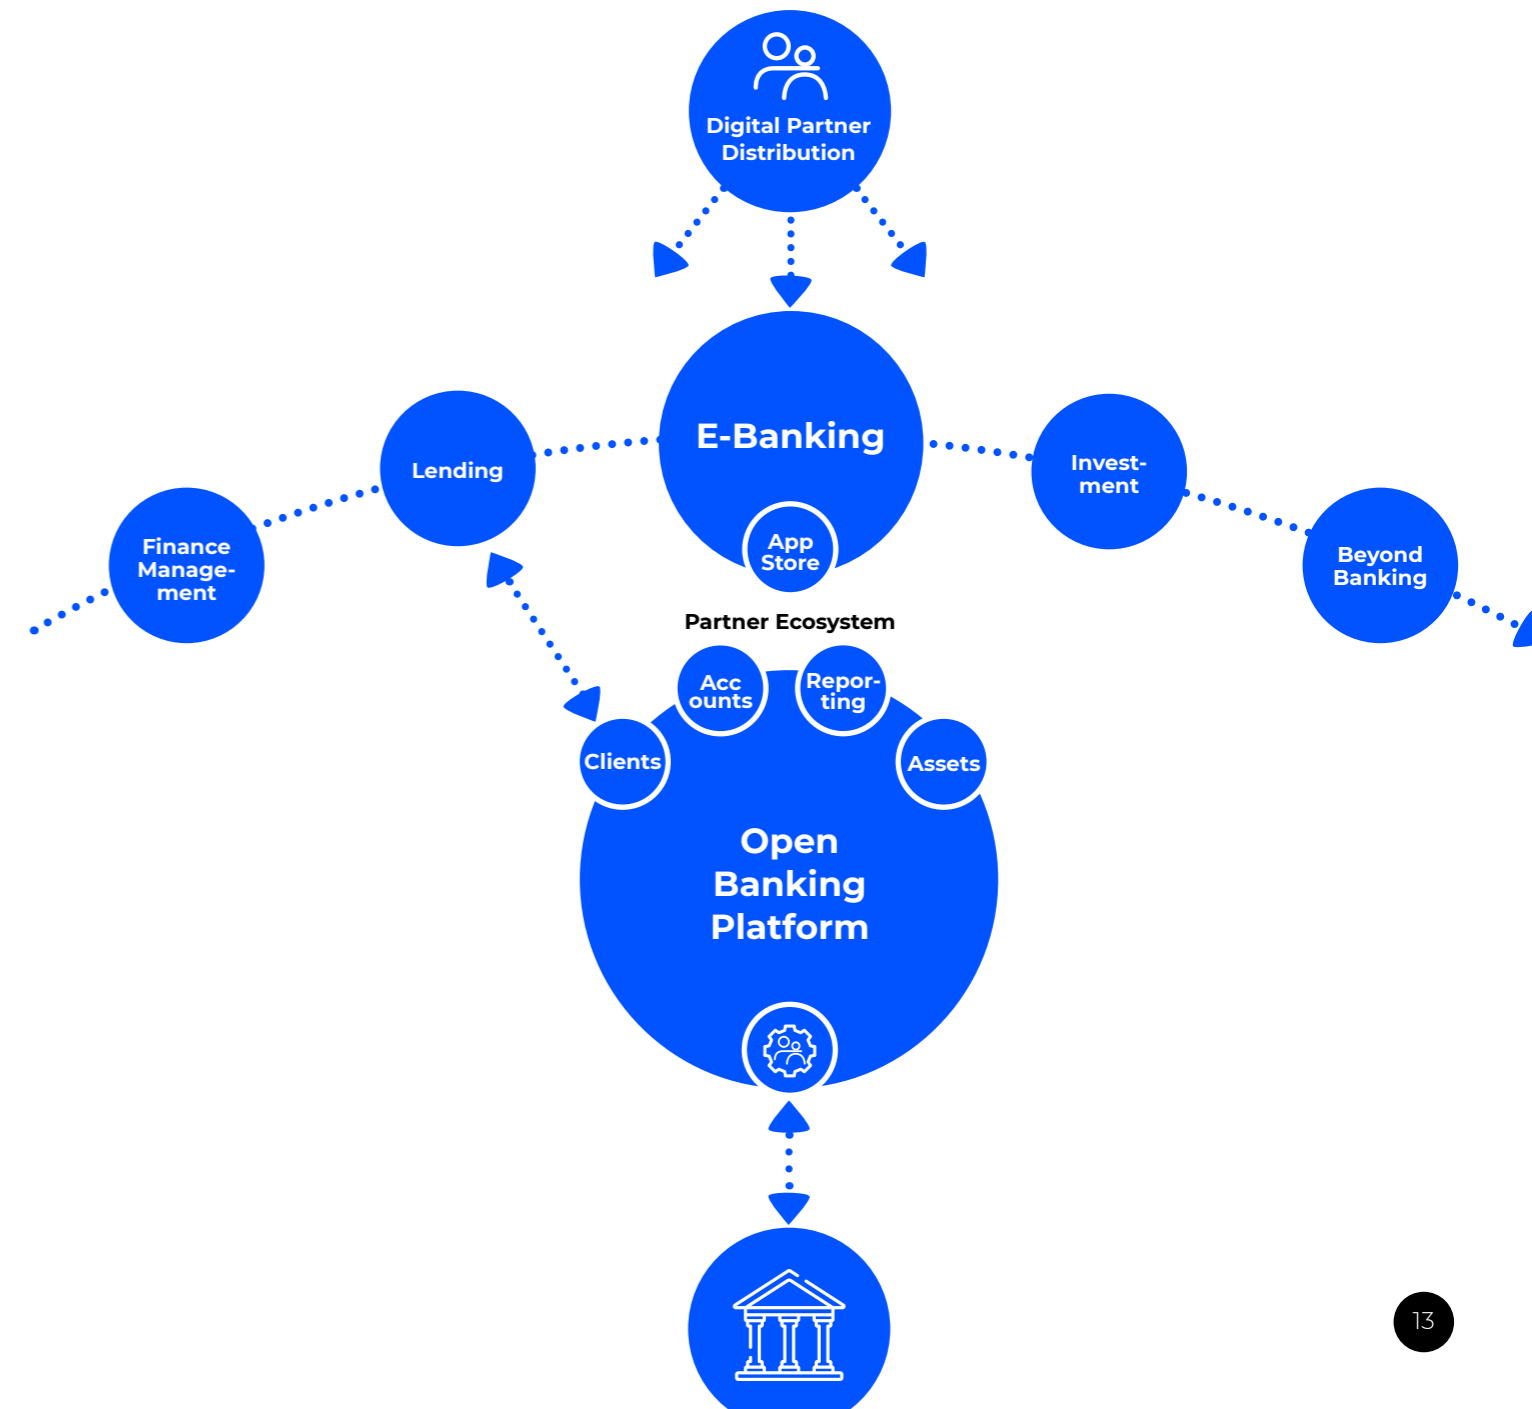 Digital Partner
Distribution
E-Banking
App
Store
Lending
Finance
Manage-
ment
Invest-
ment
Beyond
Banking
Partner Ecosystem
Acc
ounts
Repor-
ting
Clients
Assets
Open
Banking
Platform
13